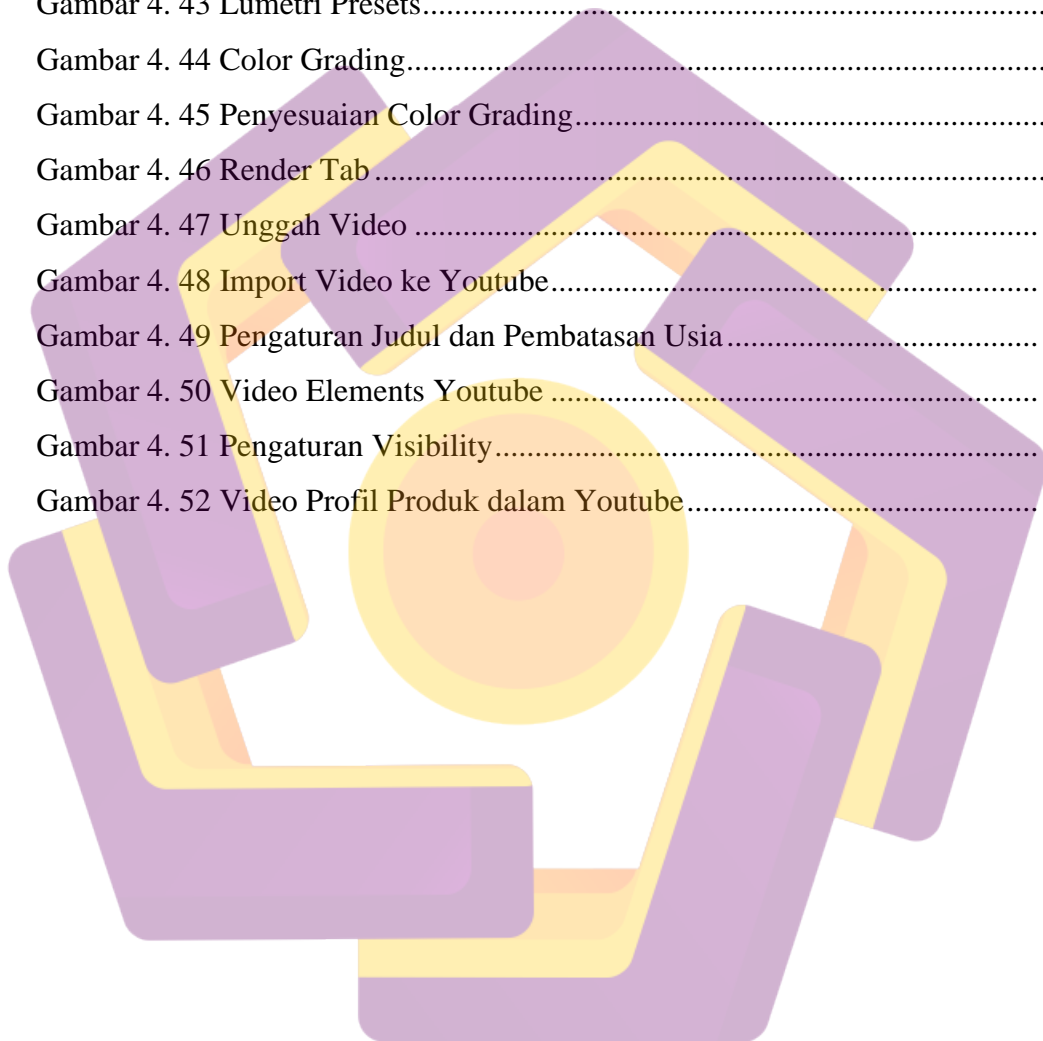 Gambar 4. 43 Lumetri Presets..............................................................................
Gambar 4. 44 Color Grading................................................................................
Gambar 4. 45 Penyesuaian Color Grading...........................................................
Gambar 4. 46 Render Tab....................................................................................
Gambar 4. 47 Unggah Video ..............................................................................
Gambar 4. 48 Import Video ke Youtube.............................................................
Gambar 4. 49 Pengaturan Judul dan Pembatasan Usia.......................................
Gambar 4. 50 Video Elements Youtube .............................................................
Gambar 4. 51 Pengaturan Visibility....................................................................
Gambar 4. 52 Video Profil Produk dalam Youtube............................................